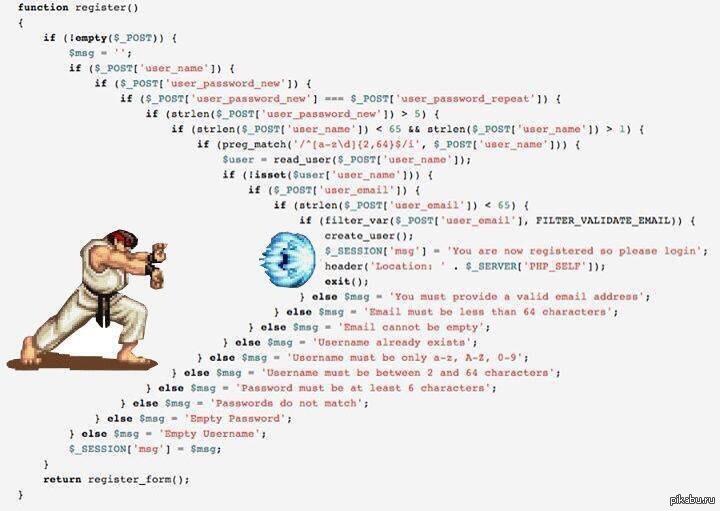 function register()
{
    if (!empty($_POST)) {
        $msg = '';
        if ($_POST['user_name']) {
            if ($_POST['user_password_new']) {
                if ($_POST['user_password_new'] === $_POST['user_password_repeat']) {
                    if (strlen($_POST['user_password_new']) > 5) {
                        if (strlen($_POST['user_name']) < 65 && strlen($_POST['user_name']) > 1) {
                            if (preg_match('/^[a-z\d]{2,64}$/i', $_POST['user_name'])) {
                                $user = read_user($_POST['user_name']);
                                if (!isset($user['user_name'])) {
                                    if ($_POST['user_email']) {
                                        if (strlen($_POST['user_email']) < 65) {
                                            if (filter_var($_POST['user_email'], FILTER_VALIDATE_EMAIL)) {
                                                create_user();
                                                $_SESSION['msg'] = 'You are now registered so please login';
                                                header('Location: ' . $_SERVER['PHP_SELF']);
                                                exit();
                                            } else $msg = 'You must provide a valid email address';
                                        } else $msg = 'Email must be less than 64 characters';
                                    } else $msg = 'Email cannot be empty';
                                } else $msg = 'Username already exists';
                            } else $msg = 'Username must be only a-z, A-Z, 0-9';
                        } else $msg = 'Username must be between 2 and 64 characters';
                    } else $msg = 'Password must be at least 6 characters';
                } else $msg = 'Passwords do not match';
            } else $msg = 'Empty Password';
        } else $msg = 'Empty Username';
        $_SESSION['msg'] = $msg;
    }
    return register_form();
}
pikabu.ru